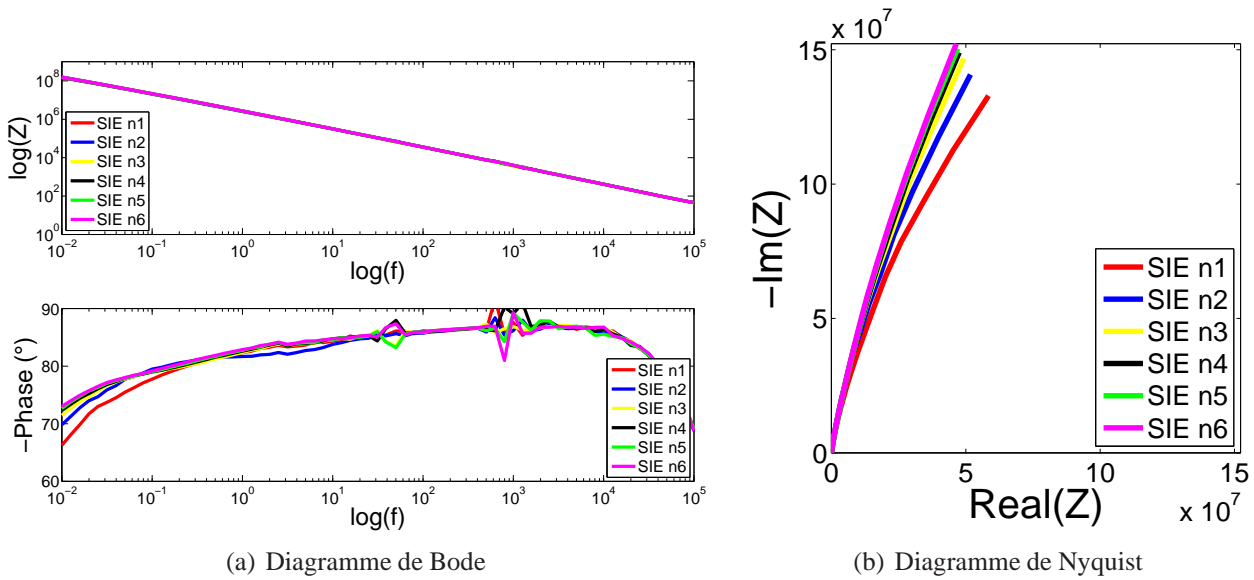 10^8
10^6
10^4
10^2
10^0
log(Z)
SIE n1
SIE n2
SIE n3
SIE n4
SIE n5
SIE n6
10^−2 10^−1 10^0 10^1 10^2 10^3 10^4 10^5
log(f)
90
80
70
60
−Phase (°)
SIE n1
SIE n2
SIE n3
SIE n4
SIE n5
SIE n6
10^−2 10^−1 10^0 10^1 10^2 10^3 10^4 10^5
log(f)
(a) Diagramme de Bode
x 10^7
15
10
5
0
−Im(Z)
SIE n1
SIE n2
SIE n3
SIE n4
SIE n5
SIE n6
0 5 10 15
Real(Z)
x 10^7
(b) Diagramme de Nyquist